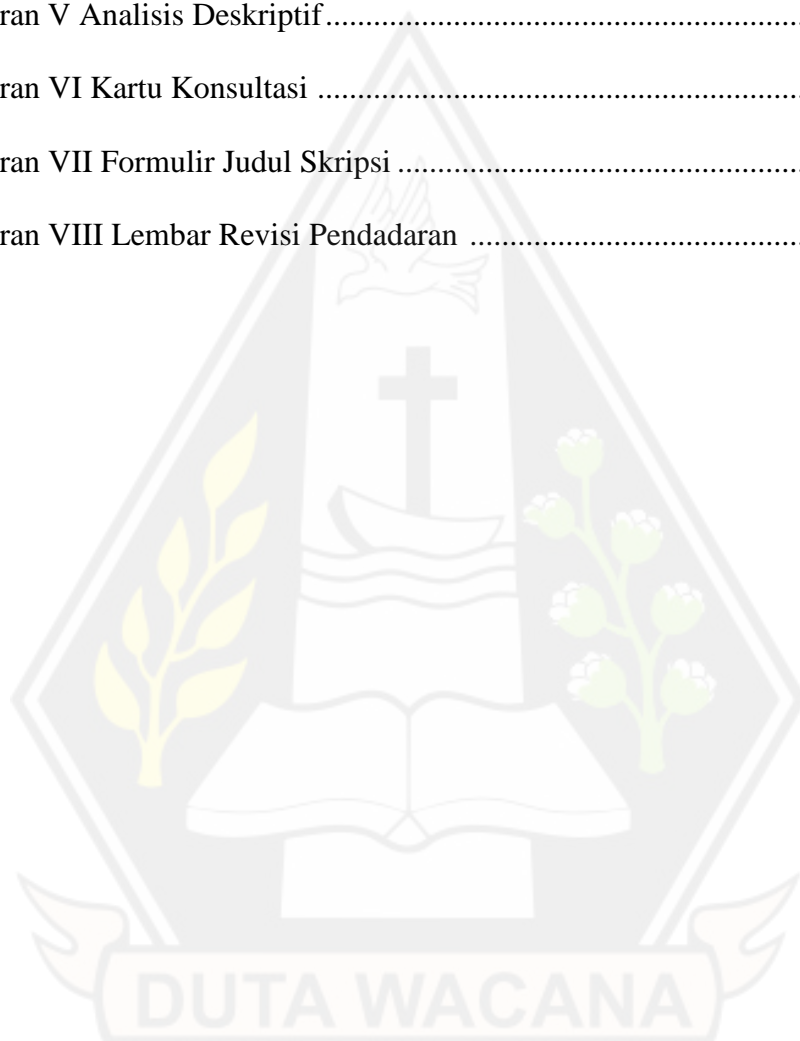 ran V Analisis Deskriptif............................................................
ran VI Kartu Konsultasi ............................................................
ran VII Formulir Judul Skripsi ..................................................
ran VIII Lembar Revisi Pendadaran .........................................
DUTA WACANA